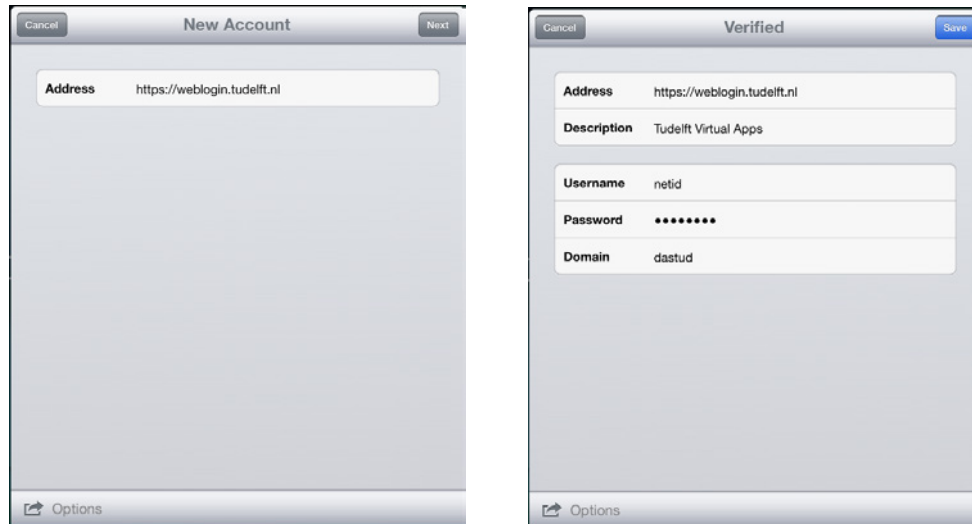 Cancel New Account Next
Address https://weblogin.tudelft.nl
Options
Cancel Verified Save
Address https://weblogin.tudelft.nl
Description Tudelft Virtual Apps
Username netid
Password ••••••••
Domain dastud
Options